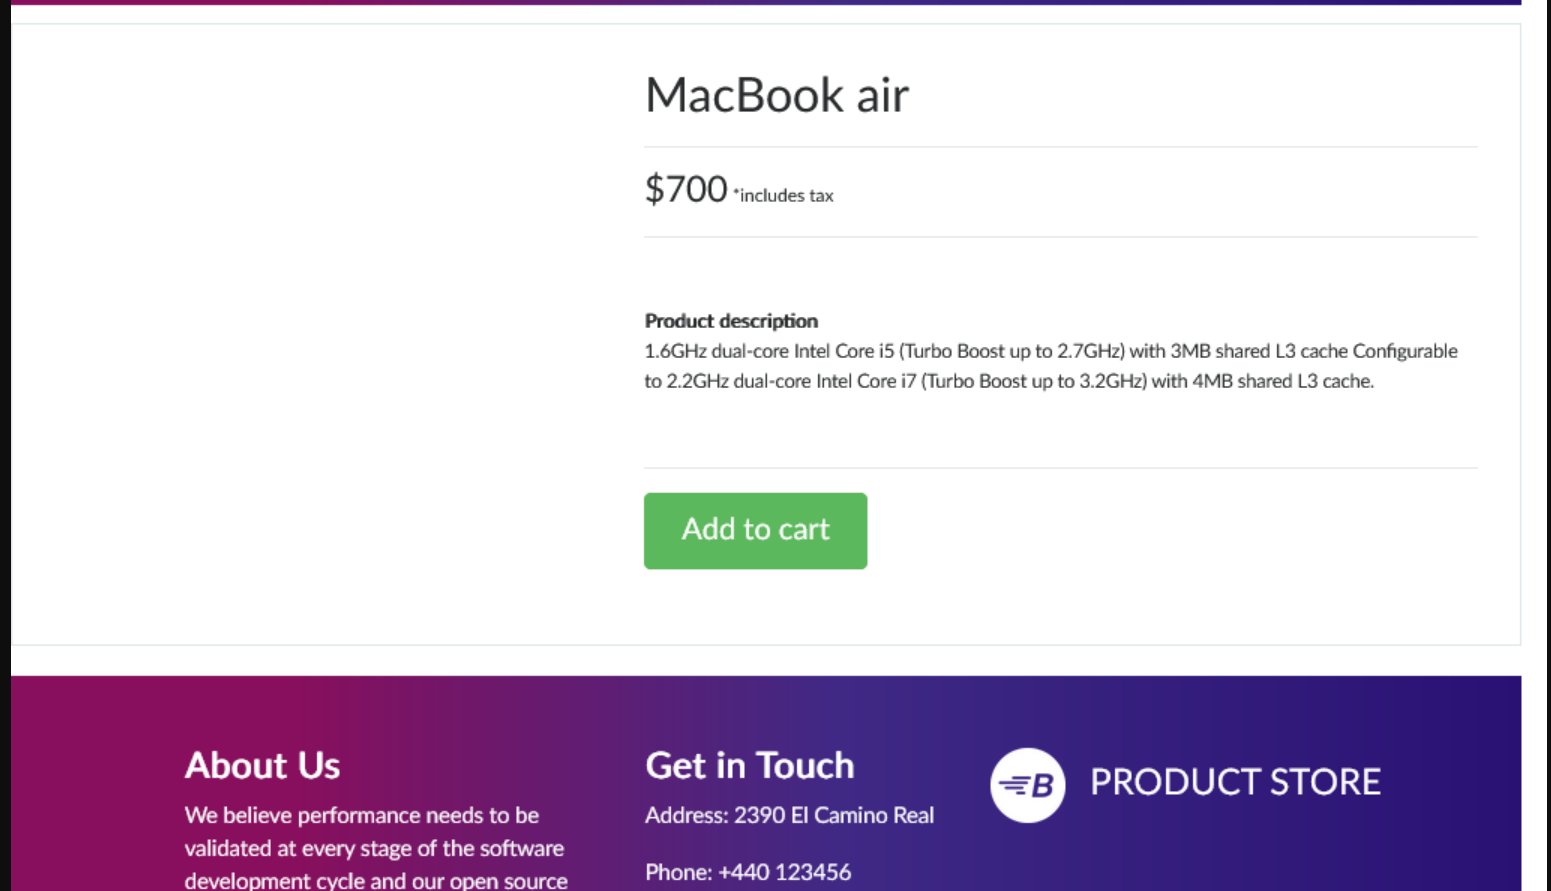 MacBook air
$700 *includes tax
Product description
1.6GHz dual-core Intel Core i5 (Turbo Boost up to 2.7GHz) with 3MB shared L3 cache Configurable
to 2.2GHz dual-core Intel Core i7 (Turbo Boost up to 3.2GHz) with 4MB shared L3 cache.
Add to cart
About Us
We believe performance needs to be
validated at every stage of the software
development cycle and our open source
Get in Touch
Address: 2390 El Camino Real
Phone: +440 123456
B PRODUCT STORE